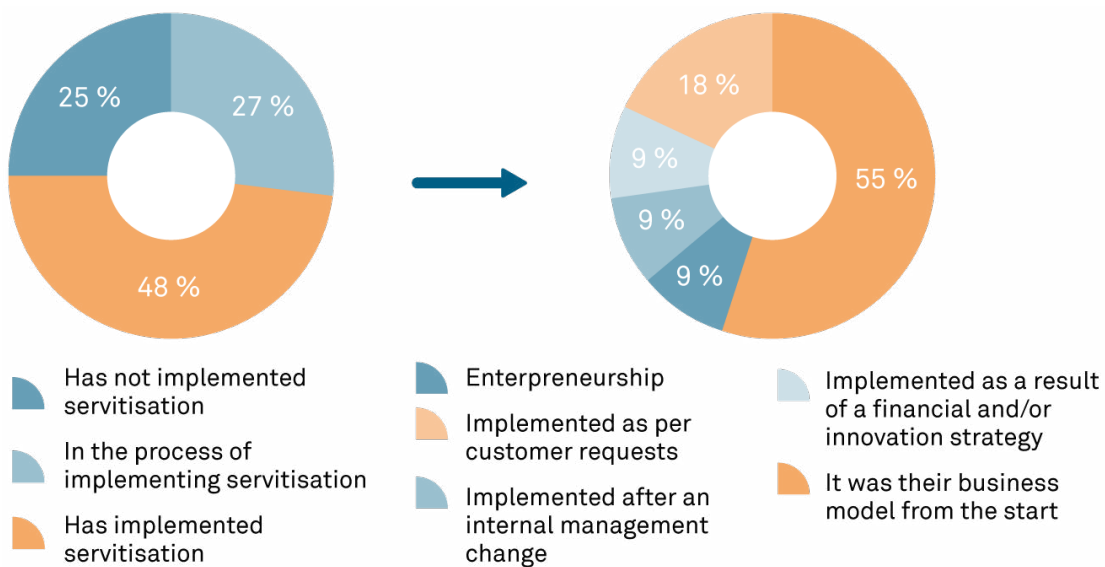 25 %
27 %
48 %
18 %
9 %
9 %
9 %
55 %
Has not implemented
servitisation
In the process of
implementing servitisation
Has implemented
servitisation
Enterpreneurship
Implemented as per
customer requests
Implemented after an
internal management
change
Implemented as a result
of a financial and/or
innovation strategy
It was their business
model from the start